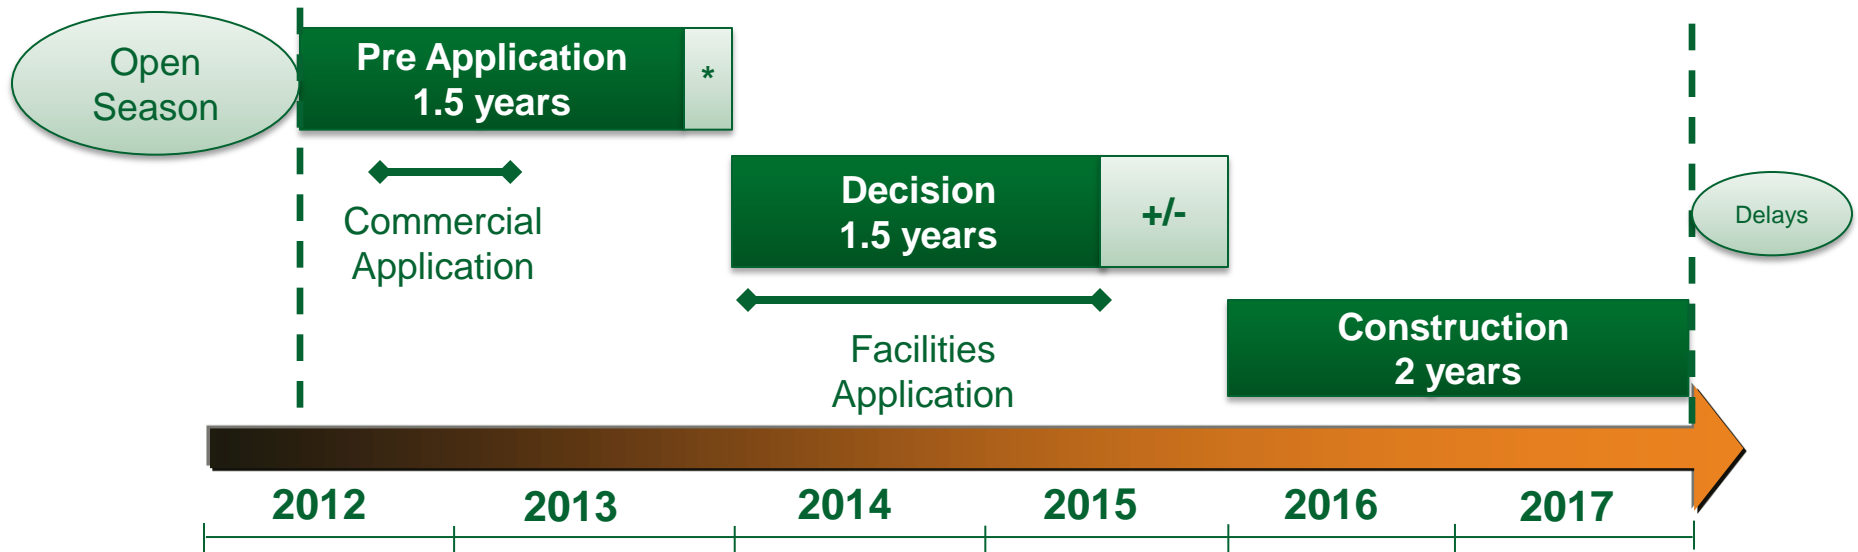 Open
Season
Pre Application
1.5 years
*
Commercial
Application
Decision
1.5 years
+/-
Facilities
Application
Construction
2 years
Delays
2012
2013
2014
2015
2016
2017